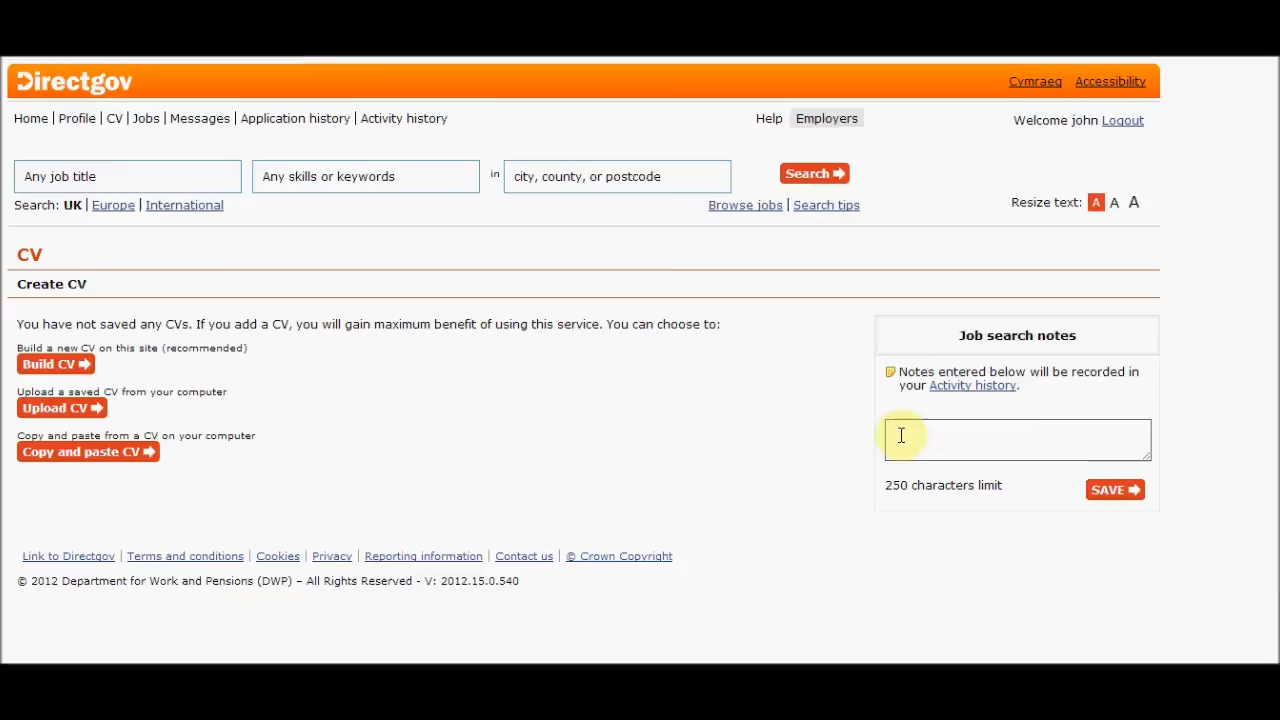 Directgov
Cymraeg Accessibility
Home | Profile | CV | Jobs | Messages | Application history | Activity history
Help Employers
Welcome john Logout
Any job title
Any skills or keywords
in
city, county, or postcode
Search
Search: UK | Europe | International
Browse jobs | Search tips
Resize text: A A A
CV
Create CV
You have not saved any CVs. If you add a CV, you will gain maximum benefit of using this service. You can choose to:
Build a new CV on this site (recommended)
Build CV
Upload a saved CV from your computer
Upload CV
Copy and paste from a CV on your computer
Copy and paste CV
Job search notes
Notes entered below will be recorded in
your Activity history.
250 characters limit
SAVE
Link to Directgov | Terms and conditions | Cookies | Privacy | Reporting information | Contact us | © Crown Copyright
© 2012 Department for Work and Pensions (DWP) – All Rights Reserved - V: 2012.15.0.540